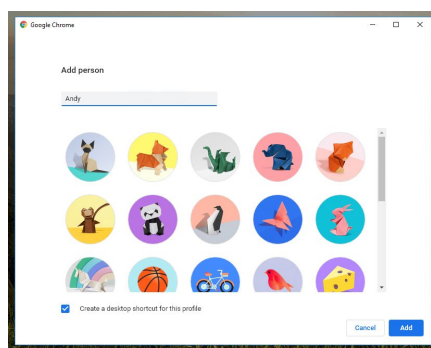 Google Chrome
Add person
Andy
Create a desktop shortcut for this profile
Cancel
Add